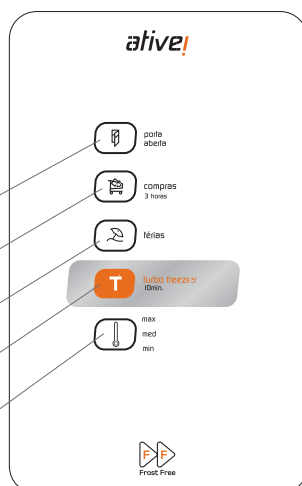 ative!
porta
aberta
compras
3 horas
férias
T
turbo freezer
10min.
max
med
min
F F
Frost Free